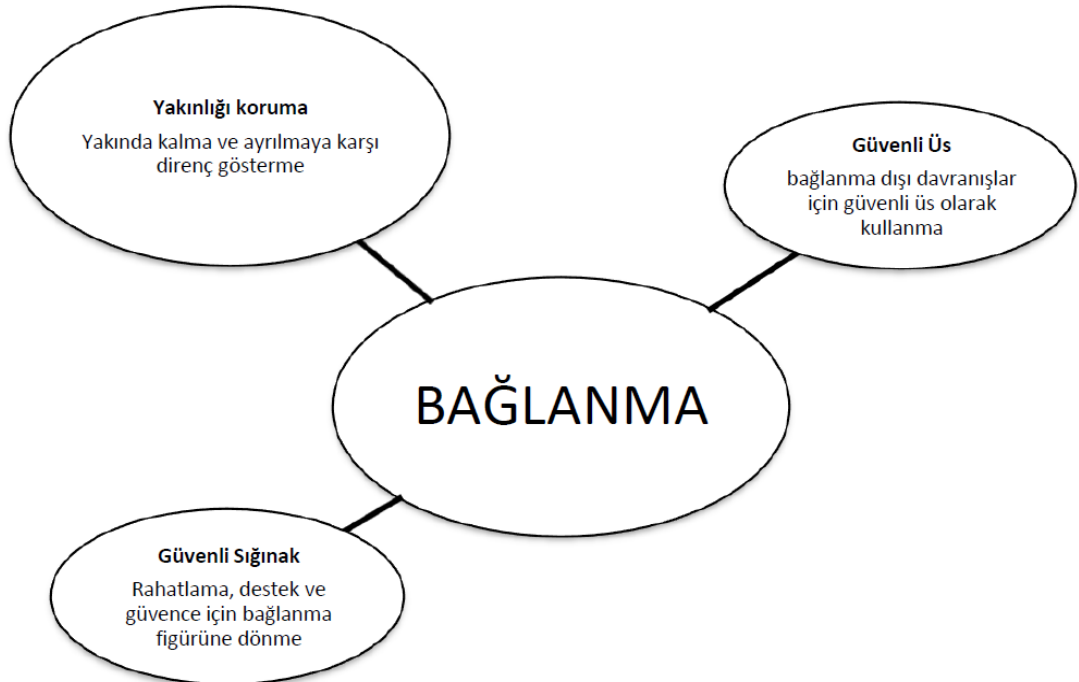 Yakınlığı koruma
Yakında kalma ve ayrılmaya karşı
direnç gösterme
Güvenli Üs
bağlanma dışı davranışlar
için güvenli üs olarak
kullanma
BAĞLANMA
Güvenli Sığınak
Rahatlama, destek ve
güvence için bağlanma
figürüne dönme